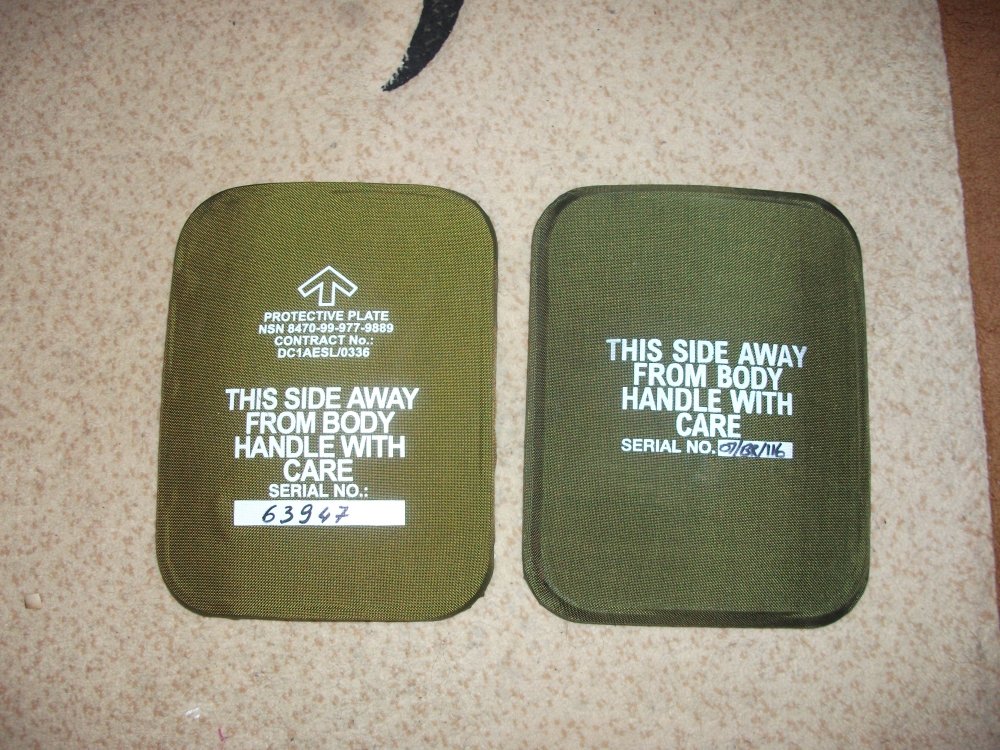 PROTECTIVE PLATE
NSN 8470-99-977-9889
CONTRACT No.:
DC1AESL/0336
THIS SIDE AWAY
FROM BODY
HANDLE WITH
CARE
SERIAL NO.:
63947
THIS SIDE AWAY
FROM BODY
HANDLE WITH
CARE
SERIAL NO.